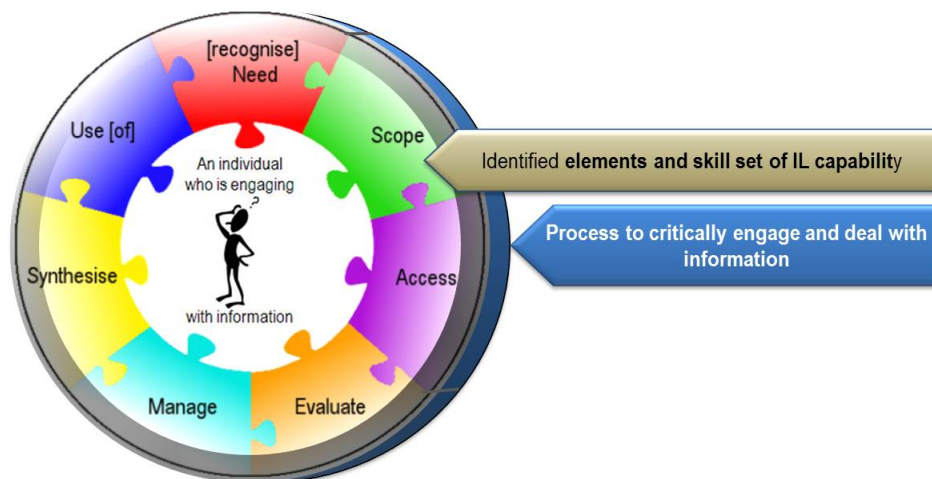 [recognise]
Need
Use [of]
Scope
An individual
who is engaging
?
Identified elements and skill set of IL capability
Process to critically engage and deal with
information
Synthesise
Access
with information
Manage
Evaluate